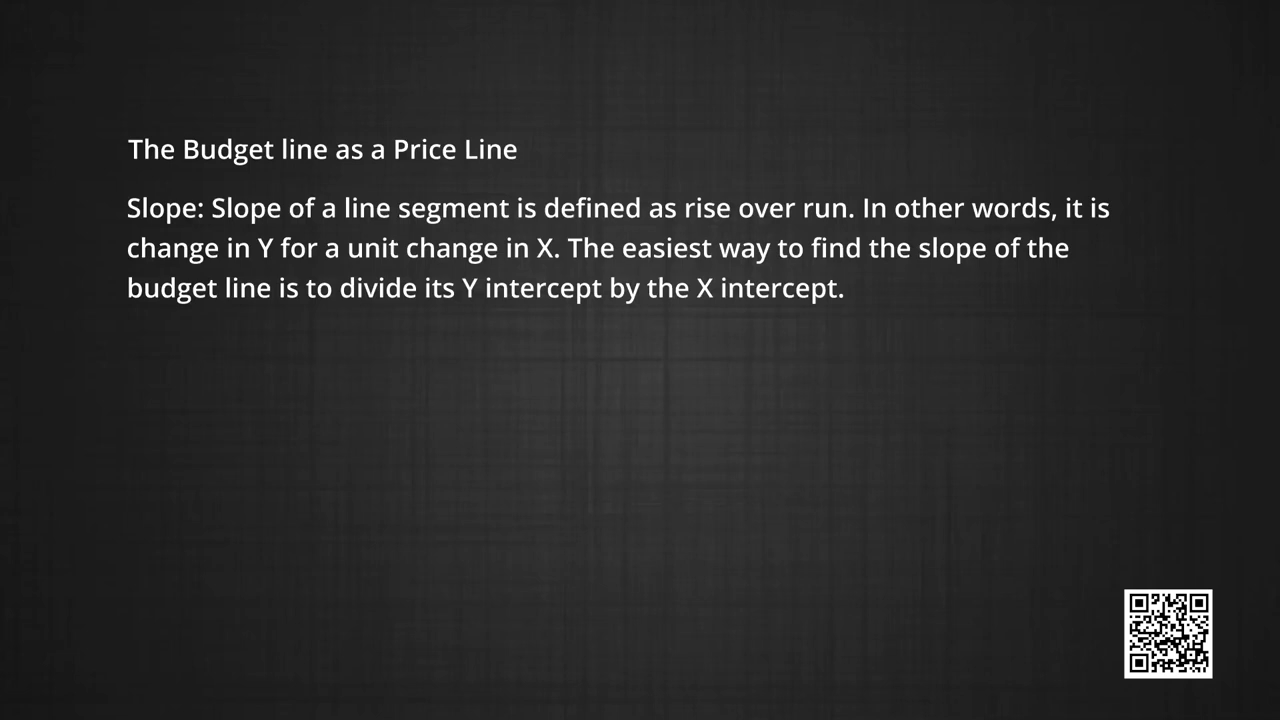 The Budget line as a Price Line
Slope: Slope of a line segment is defined as rise over run. In other words, it is
change in Y for a unit change in X. The easiest way to find the slope of the
budget line is to divide its Y intercept by the X intercept.